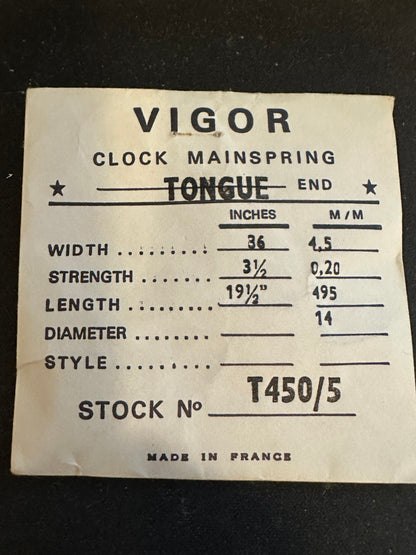 VIGOR
CLOCK MAINSPRING
★ TONGUE END ★
INCHES M/M
WIDTH ......... 36 4.5
STRENGTH ........ 3½ 0,20
LENGTH ......... 19½" 495
DIAMETER ........ 14
STYLE ..........
STOCK Nº T450/5
MADE IN FRANCE